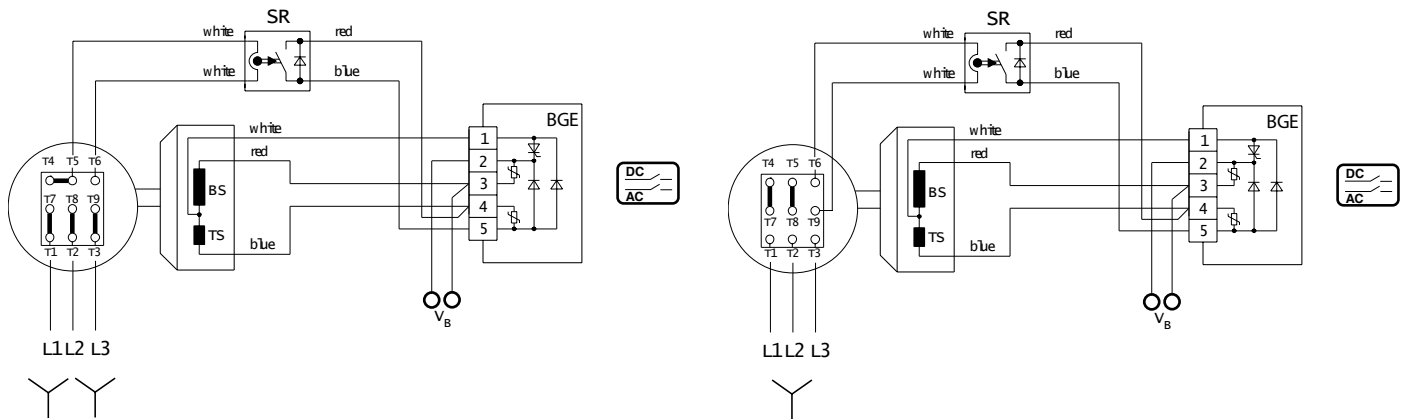 SR
white
red
white
blue
BGE
white
red
BS
TS
blue
1
2
3
4
5
T4 T5 T6
T7 T8 T9
T1 T2 T3
VB
L1 L2 L3
DC
AC
SR
white
red
white
blue
BGE
white
red
BS
TS
blue
1
2
3
4
5
T4 T5 T6
T7 T8 T9
T1 T2 T3
VB
L1 L2 L3
DC
AC